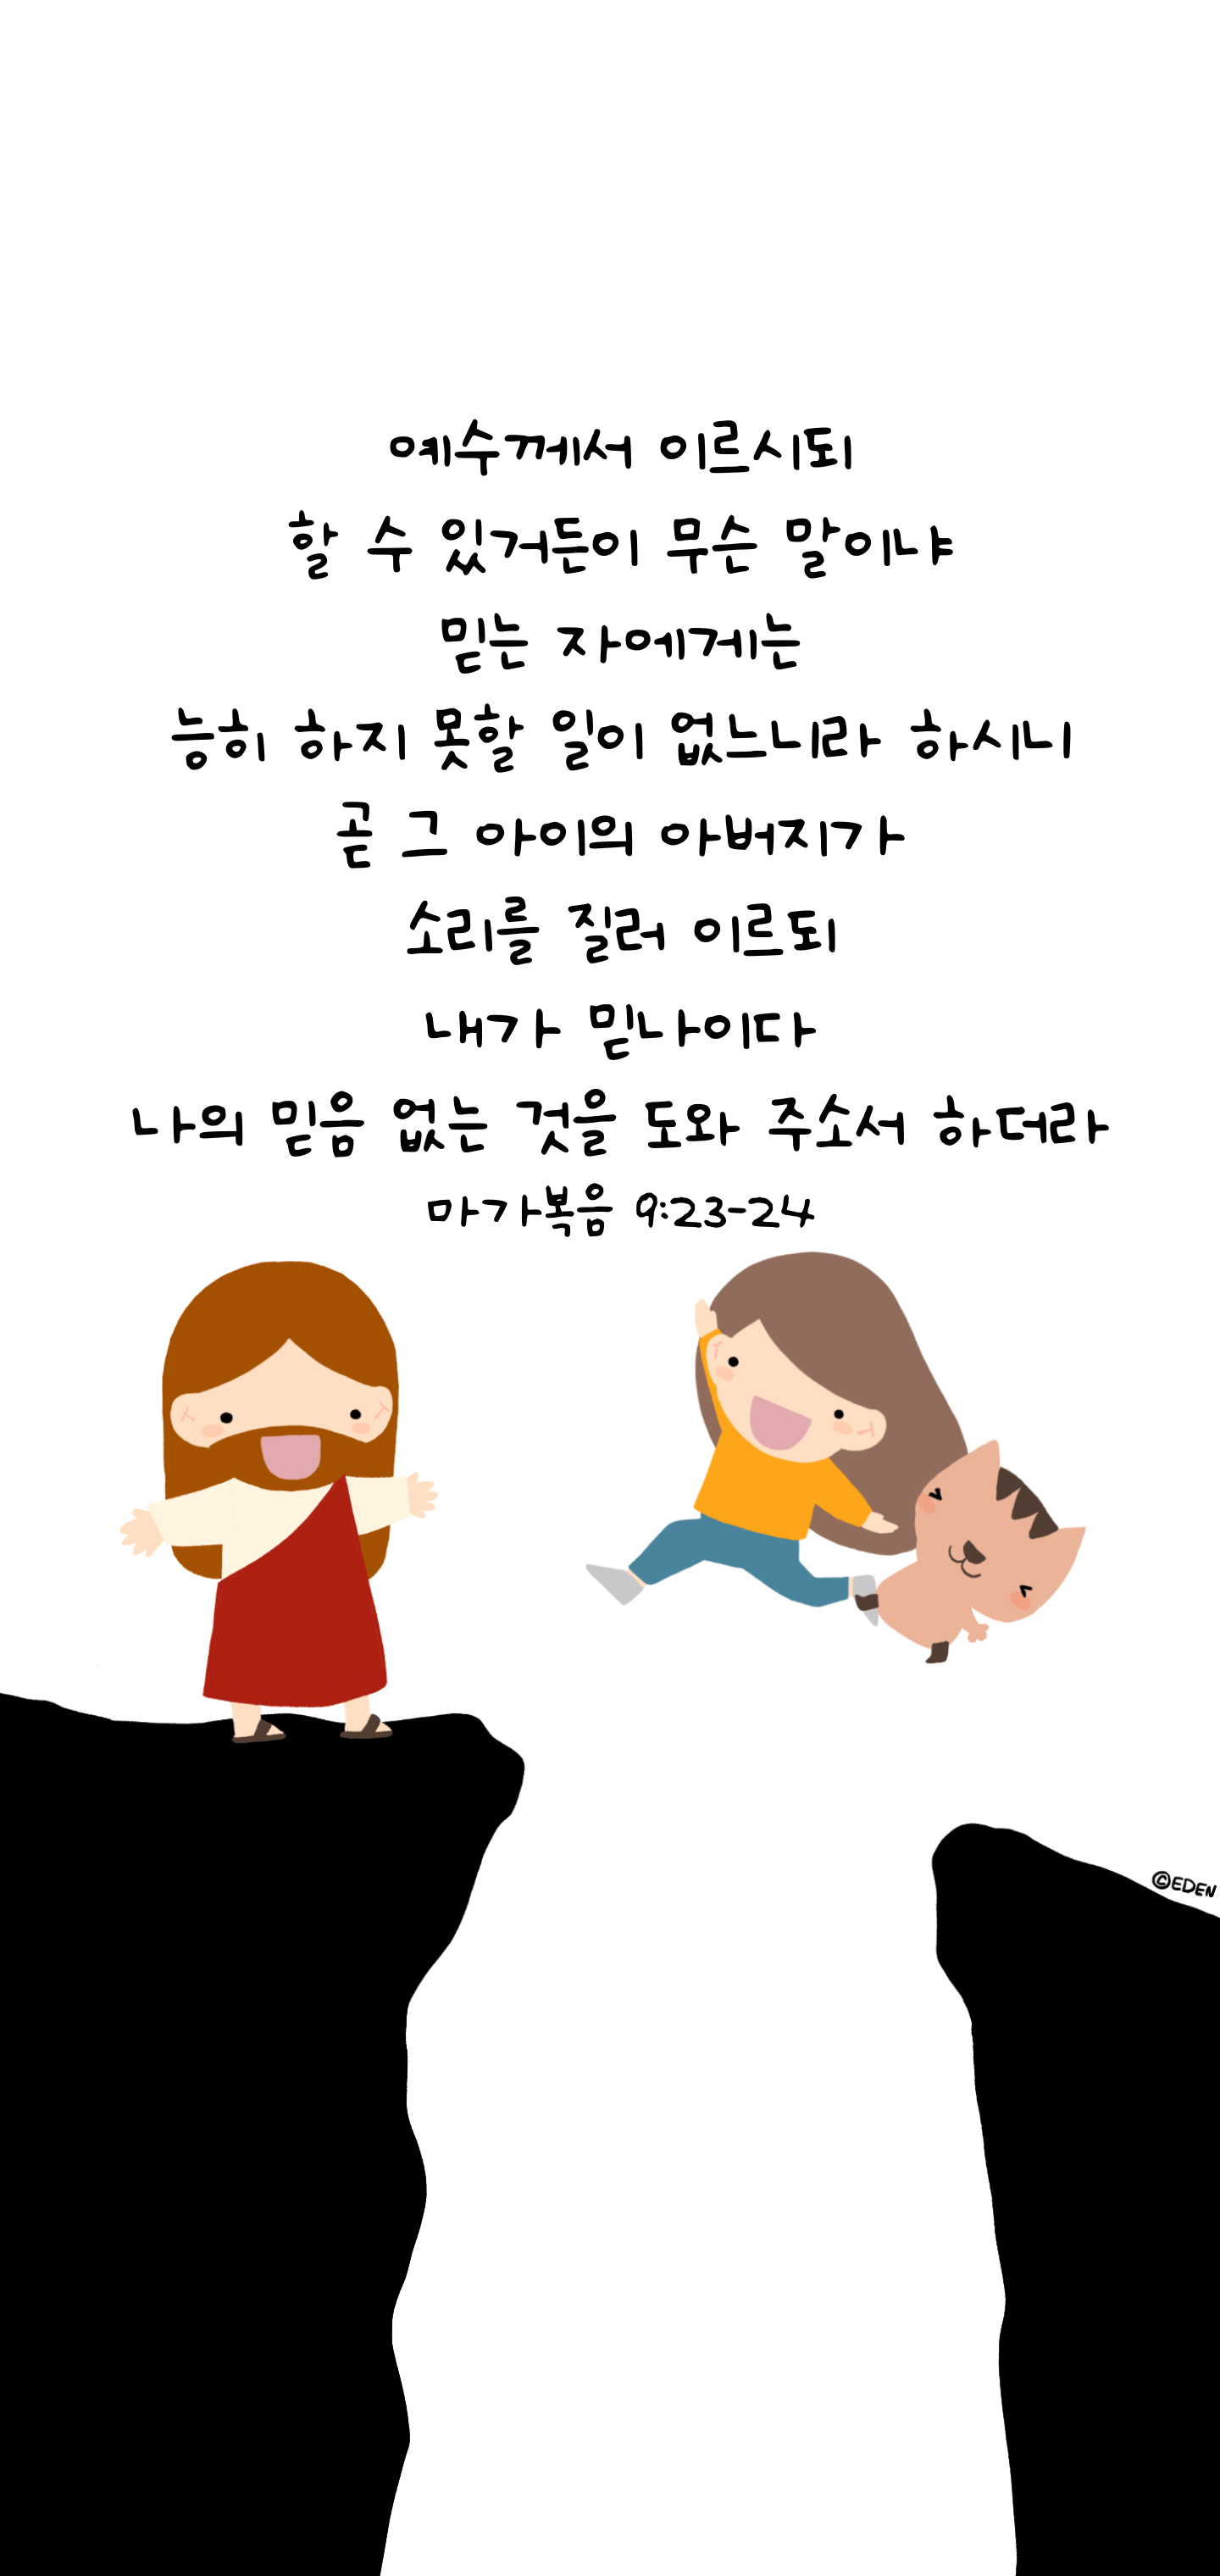 예수께서 이르시되
할 수 있거든이 무슨 말이냐
믿는 자에게는
능히 하지 못할 일이 없느니라 하시니
곧 그 아이의 아버지가
소리를 질러 이르되
내가 믿나이다
나의 믿음 없는 것을 도와 주소서 하더라
마가복음 9:23-24
©EDEN